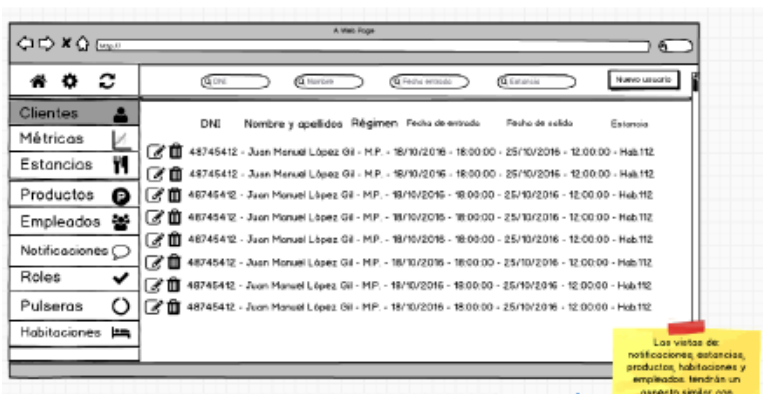 A Web Page
http://
DNI
Nombre
Fecha entrada
Estancia
Nuevo usuario
Clientes
Métricas
Estancias
Productos
Empleados
Notificaciones
Roles
Pulseras
Habitaciones
DNI Nombre y apellidos Régimen Fecha de entrada Fecha de salida Estancia
48745412 - Juan Manuel López Gil - M.P. - 18/10/2016 - 18:00:00 - 25/10/2016 - 12:00:00 - Hab.112
48745412 - Juan Manuel López Gil - M.P. - 18/10/2016 - 18:00:00 - 25/10/2016 - 12:00:00 - Hab.112
48745412 - Juan Manuel López Gil - M.P. - 18/10/2016 - 18:00:00 - 25/10/2016 - 12:00:00 - Hab.112
48745412 - Juan Manuel López Gil - M.P. - 18/10/2016 - 18:00:00 - 25/10/2016 - 12:00:00 - Hab.112
48745412 - Juan Manuel López Gil - M.P. - 18/10/2016 - 18:00:00 - 25/10/2016 - 12:00:00 - Hab.112
48745412 - Juan Manuel López Gil - M.P. - 18/10/2016 - 18:00:00 - 25/10/2016 - 12:00:00 - Hab.112
48745412 - Juan Manuel López Gil - M.P. - 18/10/2016 - 18:00:00 - 25/10/2016 - 12:00:00 - Hab.112
48745412 - Juan Manuel López Gil - M.P. - 18/10/2016 - 18:00:00 - 25/10/2016 - 12:00:00 - Hab.112
Las vistas de:
notificaciones, estancias,
productos, habitaciones y
empleados. tendrán un
aspecto similar con